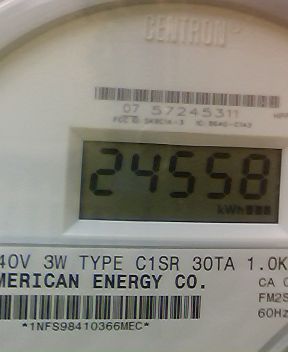 CENTRON®
07 57245311
24558
kWh
40V 3W TYPE C1SR 30TA 1.0K
MERICAN ENERGY CO.
CA 0
FM2S
60Hz
*1NFS98410366MEC*